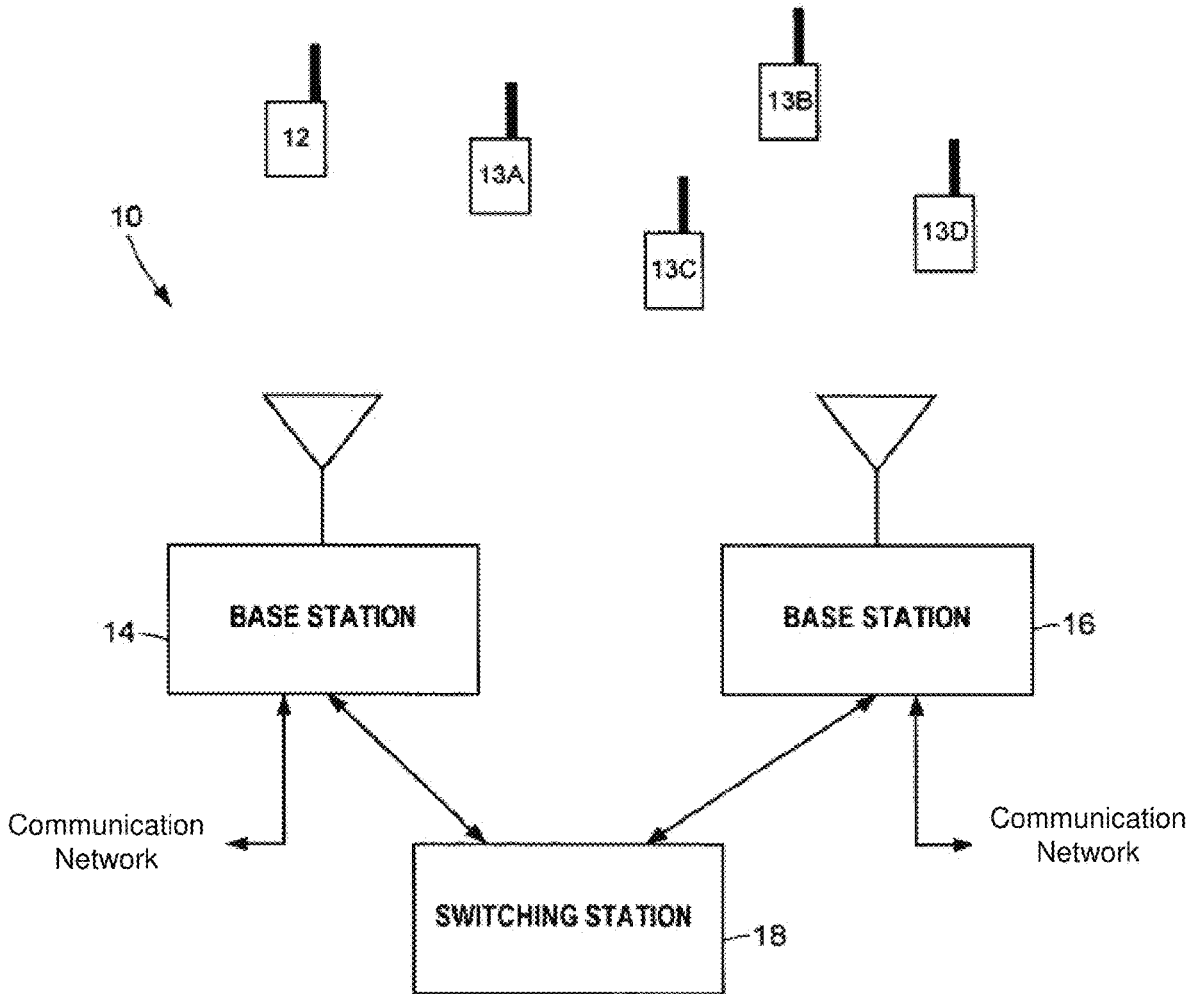 13B
12
13A
13D
10
13C
BASE STATION
BASE STATION
14
16
Communication
Network
Communication
Network
SWITCHING STATION
18